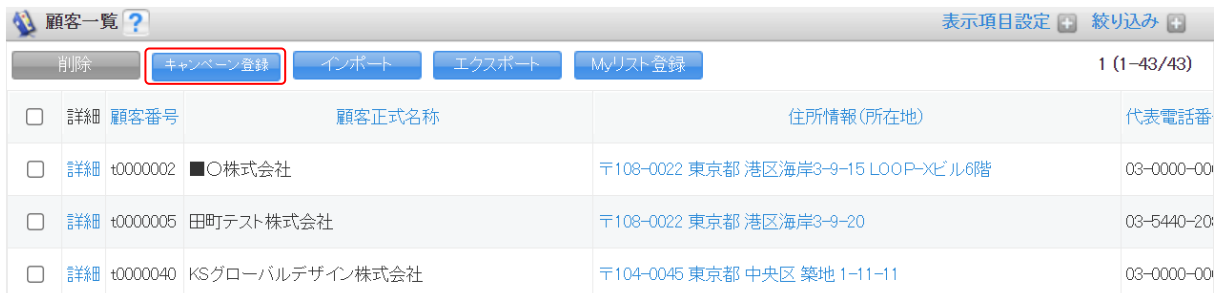 顧客一覧 ? 表示項目設定 絞り込み
削除 キャンペーン登録 インポート エクスポート Myリスト登録 1 (1-43/43)
詳細 顧客番号 顧客正式名称 住所情報(所在地) 代表電話番
詳細 t0000002 ■○株式会社 〒108-0022 東京都 港区海岸3-9-15 LOOP-Xビル6階 03-0000-00
詳細 t0000005 田町テスト株式会社 〒108-0022 東京都 港区海岸3-9-20 03-5440-20
詳細 t0000040 KSグローバルデザイン株式会社 〒104-0045 東京都 中央区 築地 1-11-11 03-0000-00